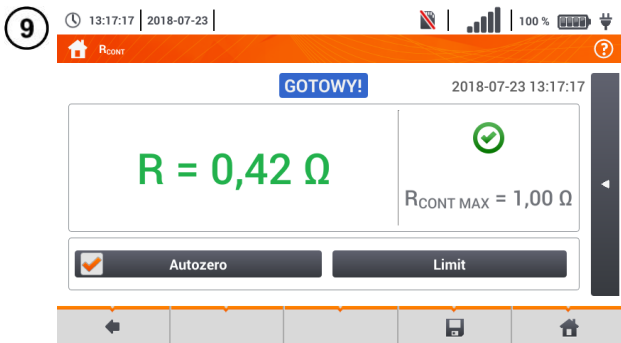 9
13:17:17 2018-07-23 100 %
RCONT
?
GOTOWY! 2018-07-23 13:17:17
R = 0,42 Ω
RCONT MAX = 1,00 Ω
Autozero Limit